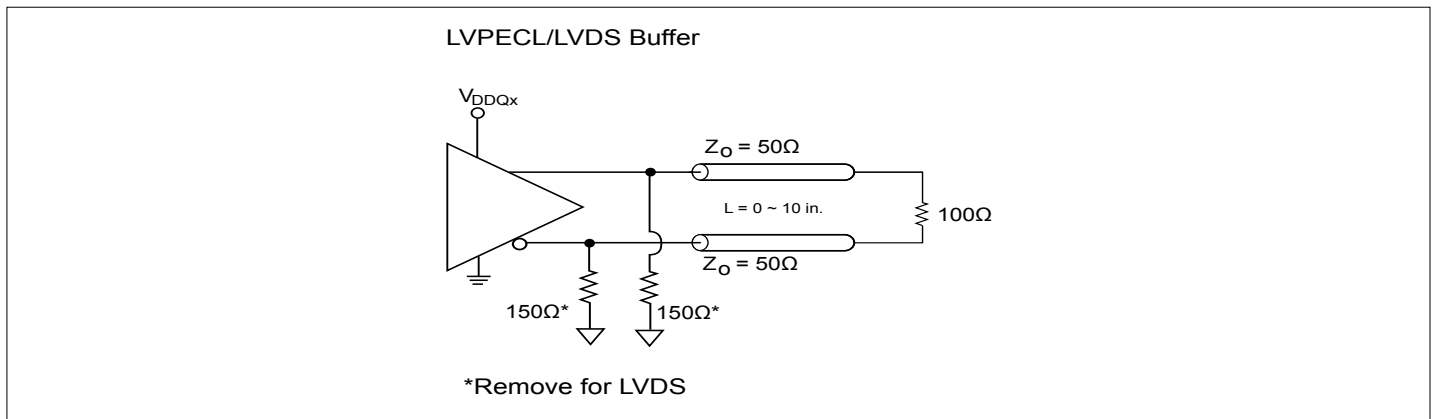 LVPECL/LVDS Buffer
VDDQx
ZO = 50Ω
L = 0 ~ 10 in.
100Ω
ZO = 50Ω
150Ω*
150Ω*
*Remove for LVDS